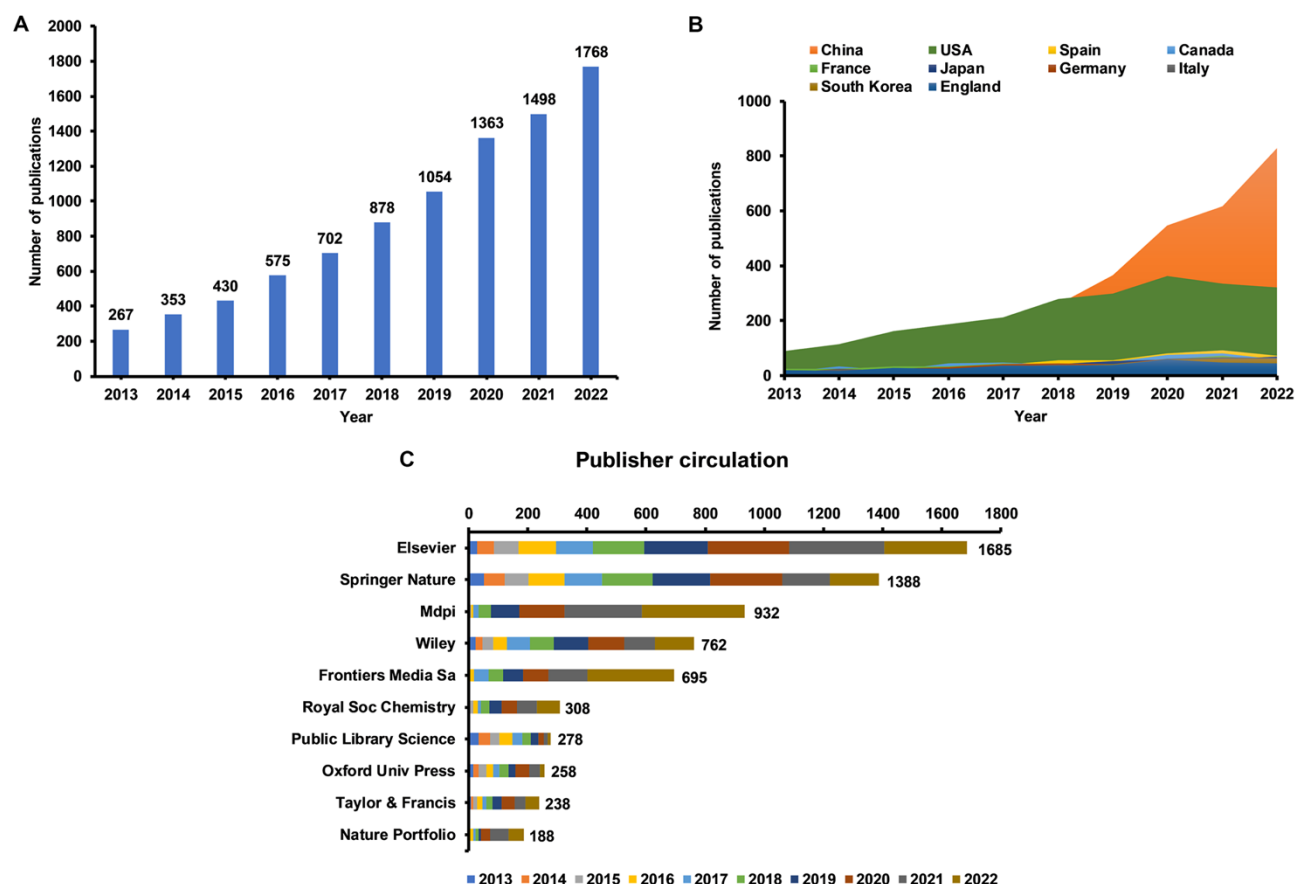 A
Number of publications
2000
1800
1600
1400
1200
1000
800
600
400
200
0
267
353
430
575
702
878
1054
1363
1498
1768
2013 2014 2015 2016 2017 2018 2019 2020 2021 2022
Year
B
China USA Spain Canada
France Japan Germany Italy
South Korea England
Number of publications
1000
800
600
400
200
0
2013 2014 2015 2016 2017 2018 2019 2020 2021 2022
Year
C Publisher circulation
0 200 400 600 800 1000 1200 1400 1600 1800
Elsevier 1685
Springer Nature 1388
Mdpi 932
Wiley 762
Frontiers Media Sa 695
Royal Soc Chemistry 308
Public Library Science 278
Oxford Univ Press 258
Taylor & Francis 238
Nature Portfolio 188
2013 2014 2015 2016 2017 2018 2019 2020 2021 2022